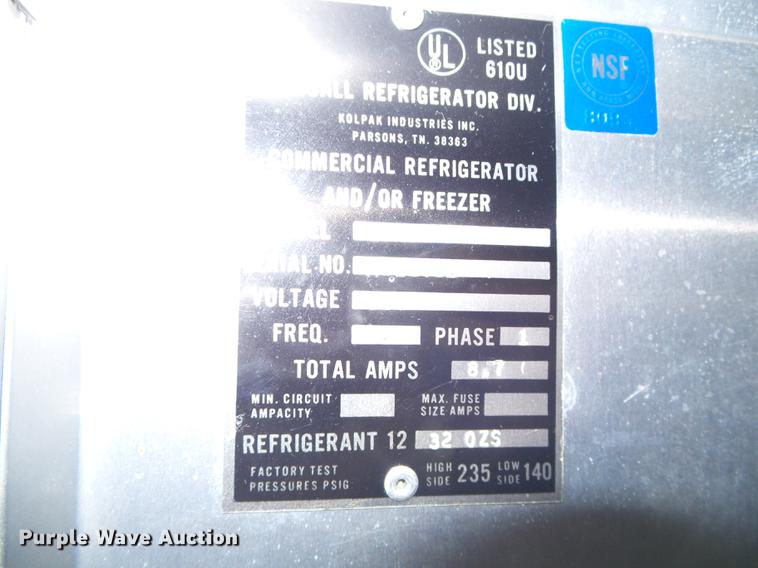 UL
®
LISTED
610U
NSF
REFRIGERATOR DIV.
KOLPAK INDUSTRIES INC.
PARSONS, TN. 38363
COMMERCIAL REFRIGERATOR
AND/OR FREEZER
NO.
VOLTAGE
FREQ. PHASE 1
TOTAL AMPS 8.7
MIN. CIRCUIT
AMPACITY
MAX. FUSE
SIZE AMPS
REFRIGERANT 12 32 OZS
FACTORY TEST
PRESSURES PSIG
HIGH
SIDE 235
LOW
SIDE 140
Purple Wave Auction